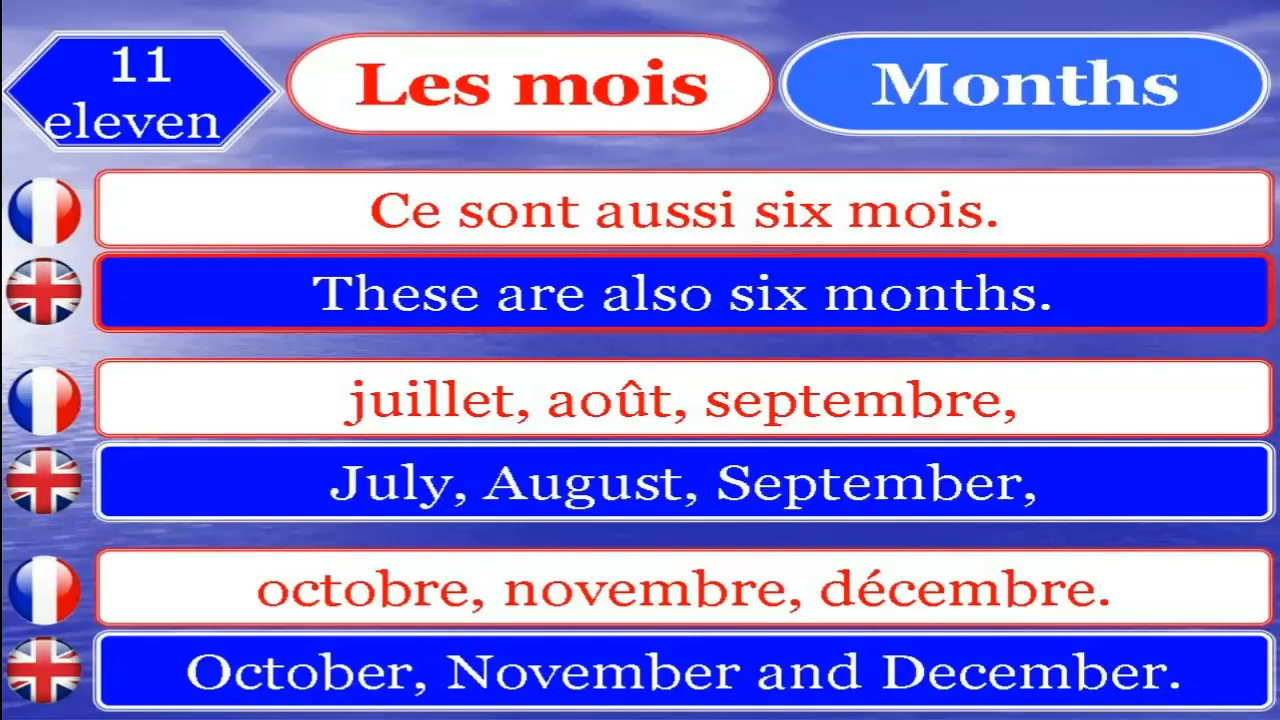 11
eleven
Les mois
Months
Ce sont aussi six mois.
These are also six months.
juillet, août, septembre,
July, August, September,
octobre, novembre, décembre.
October, November and December.